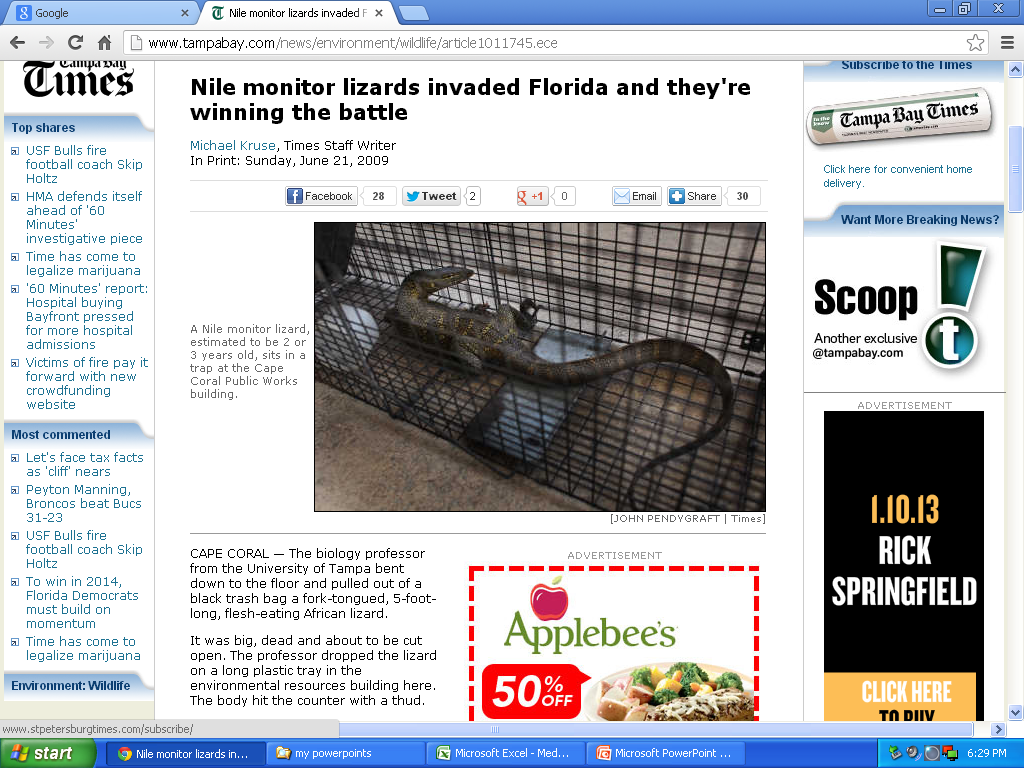 Google
Nile monitor lizards invaded F
www.tampabay.com/news/environment/wildlife/article1011745.ece
Tampa Bay
Times
Top shares
USF Bulls fire
football coach Skip
Holtz
HMA defends itself
ahead of '60
Minutes'
investigative piece
Time has come to
legalize marijuana
'60 Minutes' report:
Hospital buying
Bayfront pressed
for more hospital
admissions
Victims of fire pay it
forward with new
crowdfunding
website
Most commented
Let's face tax facts
as 'cliff' nears
Peyton Manning,
Broncos beat Bucs
31-23
USF Bulls fire
football coach Skip
Holtz
To win in 2014,
Florida Democrats
must build on
momentum
Time has come to
legalize marijuana
Environment: Wildlife
Nile monitor lizards invaded Florida and they're
winning the battle
Michael Kruse, Times Staff Writer
In Print: Sunday, June 21, 2009
Facebook 28 Tweet 2 +1 0 Email Share 30
A Nile monitor lizard,
estimated to be 2 or
3 years old, sits in a
trap at the Cape
Coral Public Works
building.
[JOHN PENDYGRAFT | Times]
CAPE CORAL — The biology professor
from the University of Tampa bent
down to the floor and pulled out of a
black trash bag a fork-tongued, 5-foot-
long, flesh-eating African lizard.
It was big, dead and about to be cut
open. The professor dropped the lizard
on a long plastic tray in the
environmental resources building here.
The body hit the counter with a thud.
ADVERTISEMENT
Applebee's
50% OFF
Subscribe to the Times
Tampa Bay Times
Click here for convenient home
delivery.
Want More Breaking News?
Scoop!
t
Another exclusive
@tampabay.com
ADVERTISEMENT
1.10.13
RICK
SPRINGFIELD
CLICK HERE
TO BUY
www.stpetersburgtimes.com/subscribe/
start
Nile monitor lizards in...
my powerpoints
Microsoft Excel - Med...
Microsoft PowerPoint ...
6:29 PM